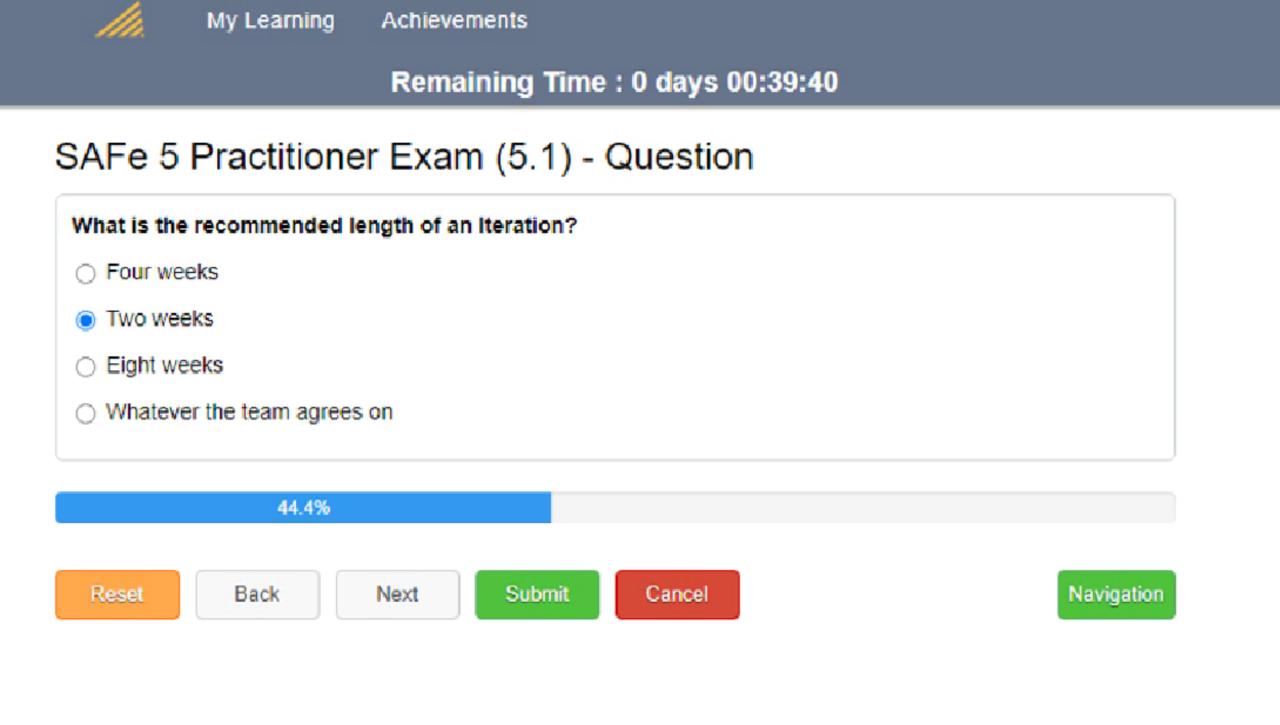 My Learning Achievements
Remaining Time : 0 days 00:39:40
SAFe 5 Practitioner Exam (5.1) - Question
What is the recommended length of an Iteration?
Four weeks
Two weeks
Eight weeks
Whatever the team agrees on
44.4%
Reset Back Next Submit Cancel Navigation